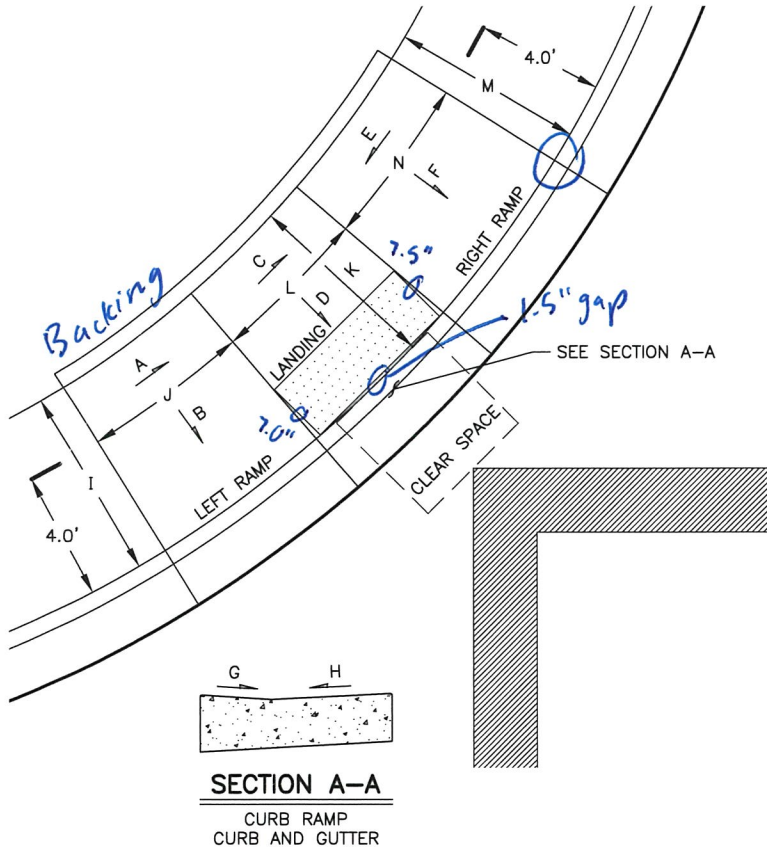 4.0'
M
E
N
F
RIGHT RAMP
7.5"
C
K
L
D
1.5" gap
Backing
LANDING
SEE SECTION A-A
A
J
B
7.0"
CLEAR SPACE
LEFT RAMP
I
4.0'
G H
SECTION A-A
CURB RAMP
CURB AND GUTTER